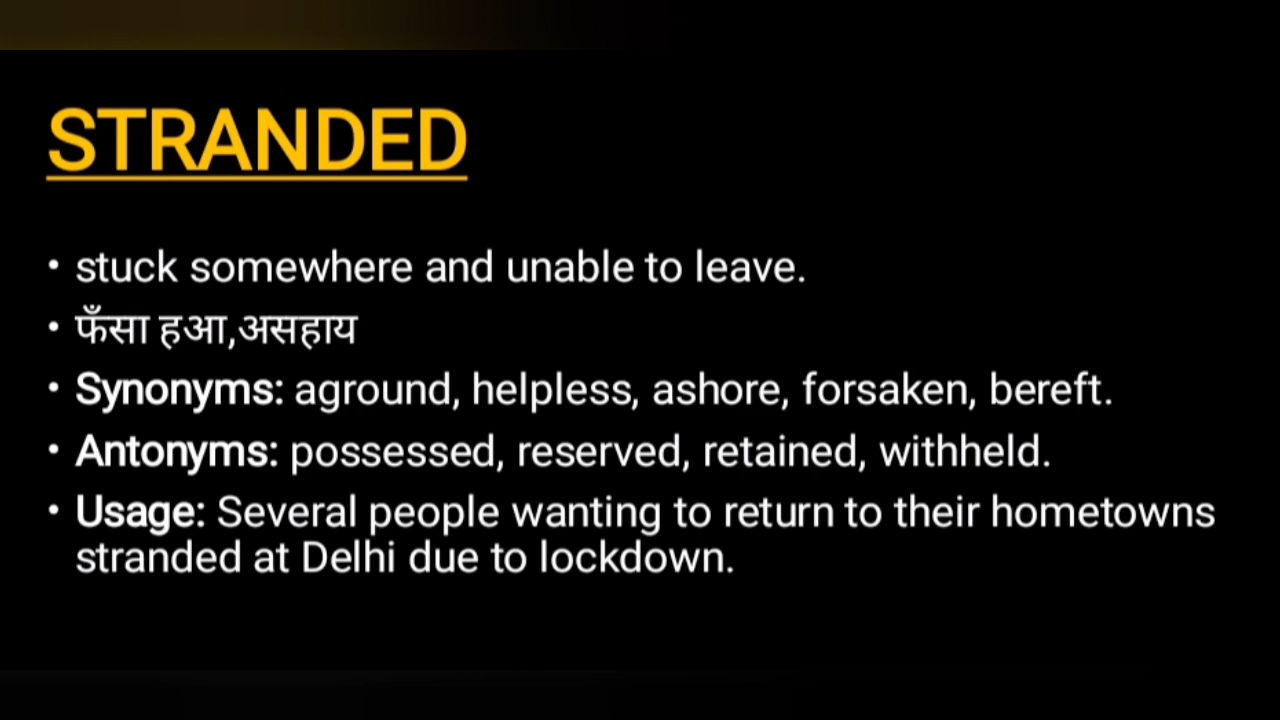 STRANDED
• stuck somewhere and unable to leave.
• फँसा हआ,असहाय
• Synonyms: aground, helpless, ashore, forsaken, bereft.
• Antonyms: possessed, reserved, retained, withheld.
• Usage: Several people wanting to return to their hometowns
stranded at Delhi due to lockdown.